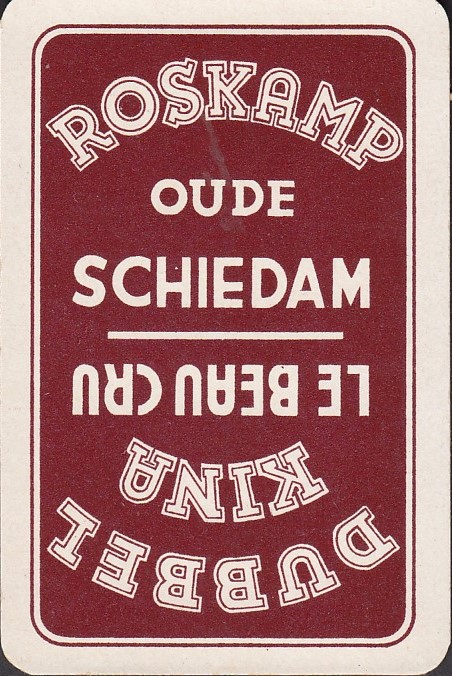 ROSKAMP
OUDE
SCHIEDAM
DUBBEL
KINA
LE BEAU CRU